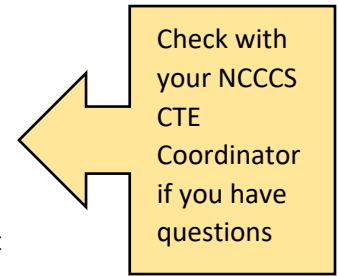 Check with
your NCCCS
CTE
Coordinator
if you have
questions